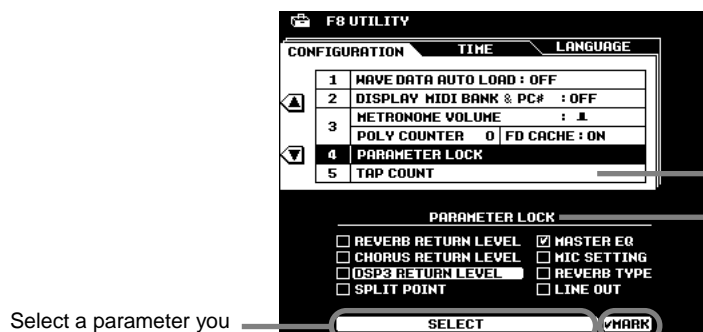 F8 UTILITY
CONFIGURATION TIME LANGUAGE
1 WAVE DATA AUTO LOAD : OFF
2 DISPLAY MIDI BANK & PC# : OFF
3 METRONOME VOLUME :
POLY COUNTER 0 FD CACHE : ON
4 PARAMETER LOCK
5 TAP COUNT
PARAMETER LOCK
REVERB RETURN LEVEL MASTER EQ
CHORUS RETURN LEVEL MIC SETTING
DSP3 RETURN LEVEL REVERB TYPE
SPLIT POINT LINE OUT
Select a parameter you SELECT MARK